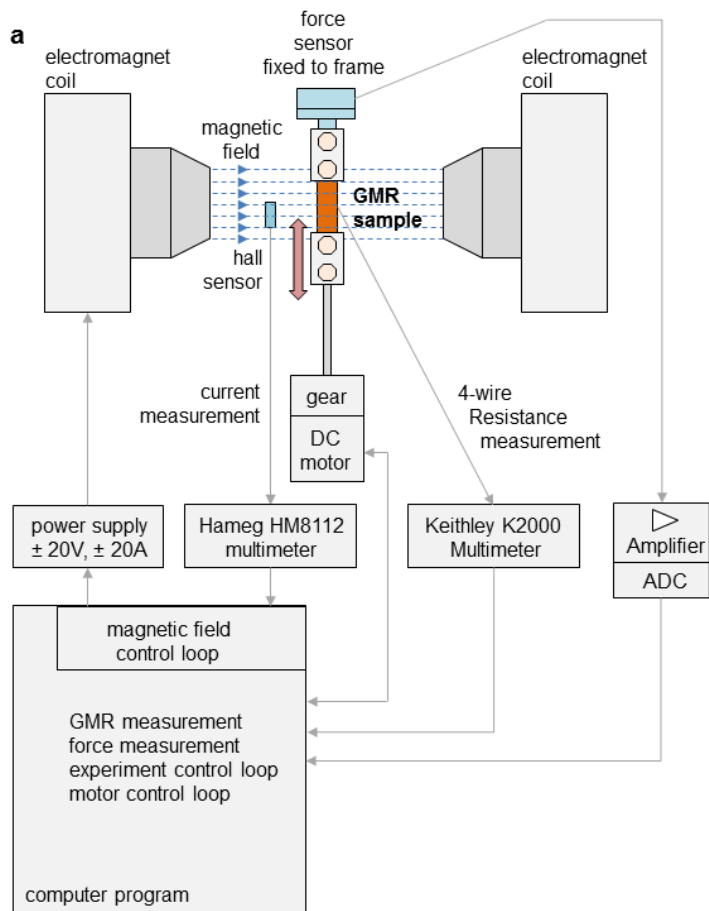 a
electromagnet
coil
force
sensor
fixed to frame
electromagnet
coil
magnetic
field
GMR
sample
hall
sensor
current
measurement
gear
DC
motor
4-wire
Resistance
measurement
power supply
± 20V, ± 20A
Hameg HM8112
multimeter
Keithley K2000
Multimeter
Amplifier
ADC
magnetic field
control loop
GMR measurement
force measurement
experiment control loop
motor control loop
computer program